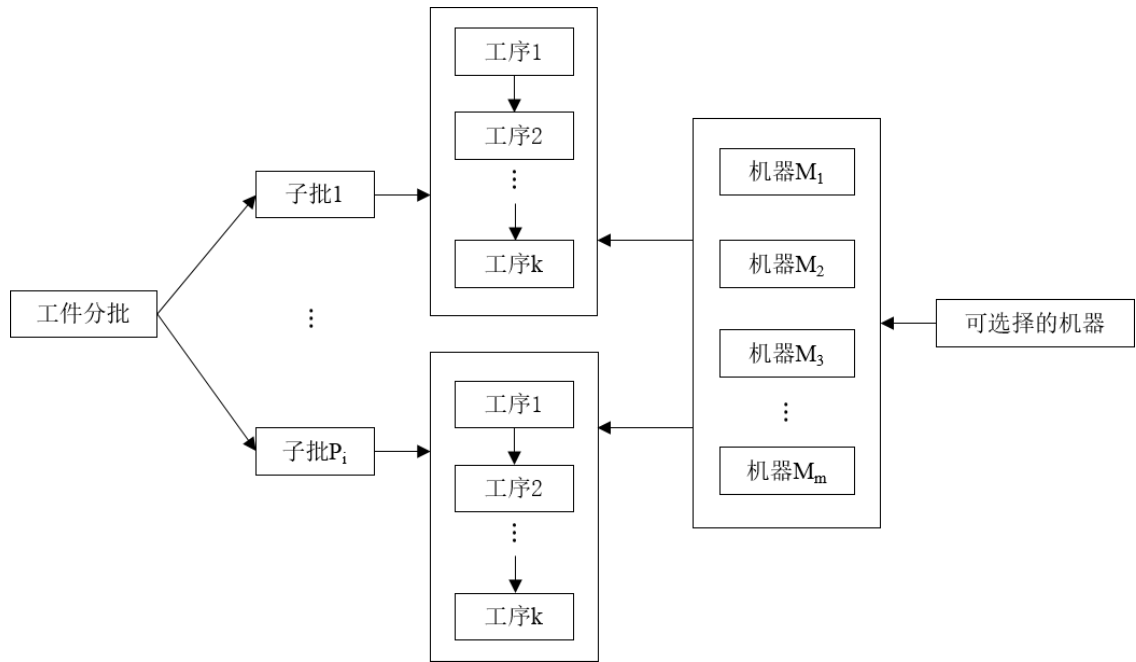 工件分批
子批1
⋮
子批Pᵢ
工序1
工序2
⋮
工序k
工序1
工序2
⋮
工序k
机器M₁
机器M₂
机器M₃
⋮
机器Mₘ
可选择的机器